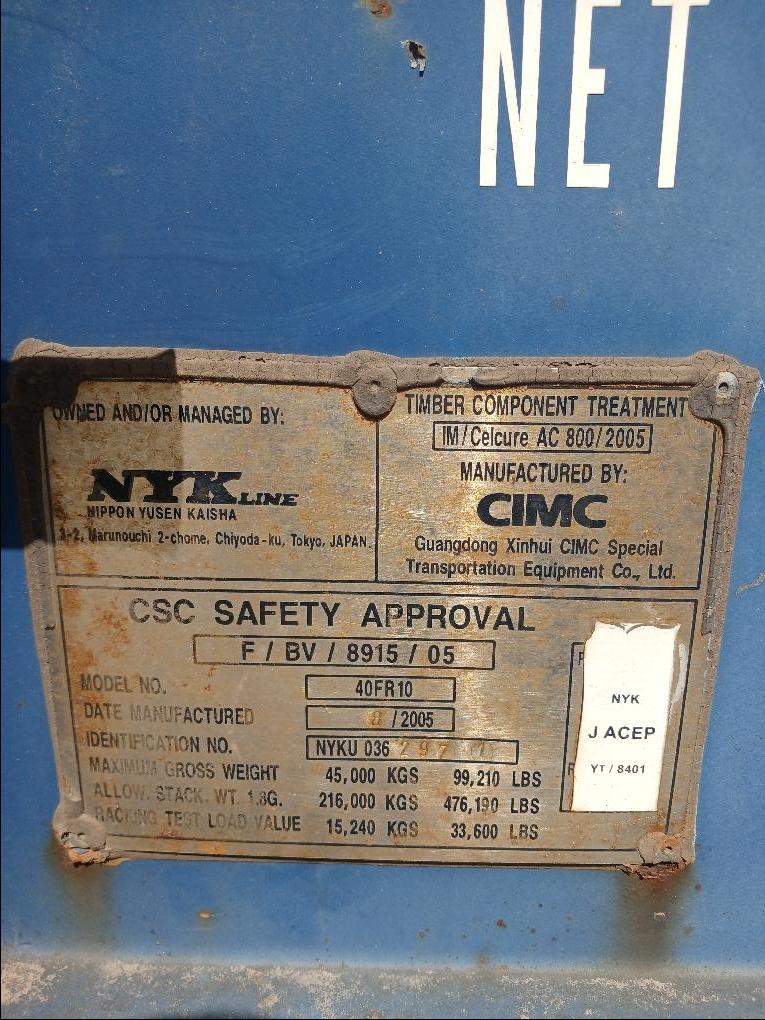 NET
OWNED AND/OR MANAGED BY:
NYK LINE
NIPPON YUSEN KAISHA
Marunouchi 2-chome, Chiyoda-ku, Tokyo, JAPAN.
TIMBER COMPONENT TREATMENT
IM/Celcure AC 800/2005
MANUFACTURED BY:
CIMC
Guangdong Xinhui CIMC Special
Transportation Equipment Co., Ltd.
CSC SAFETY APPROVAL
F / BV / 8915 / 05
MODEL NO. 40FR10
DATE MANUFACTURED /2005
IDENTIFICATION NO. NYKU 036
MAXIMUM GROSS WEIGHT 45,000 KGS 99,210 LBS
ALLOW. STACK. WT. 1.8G. 216,000 KGS 476,190 LBS
RACKING TEST LOAD VALUE 15,240 KGS 33,600 LBS
NYK
J ACEP
YT / 8401